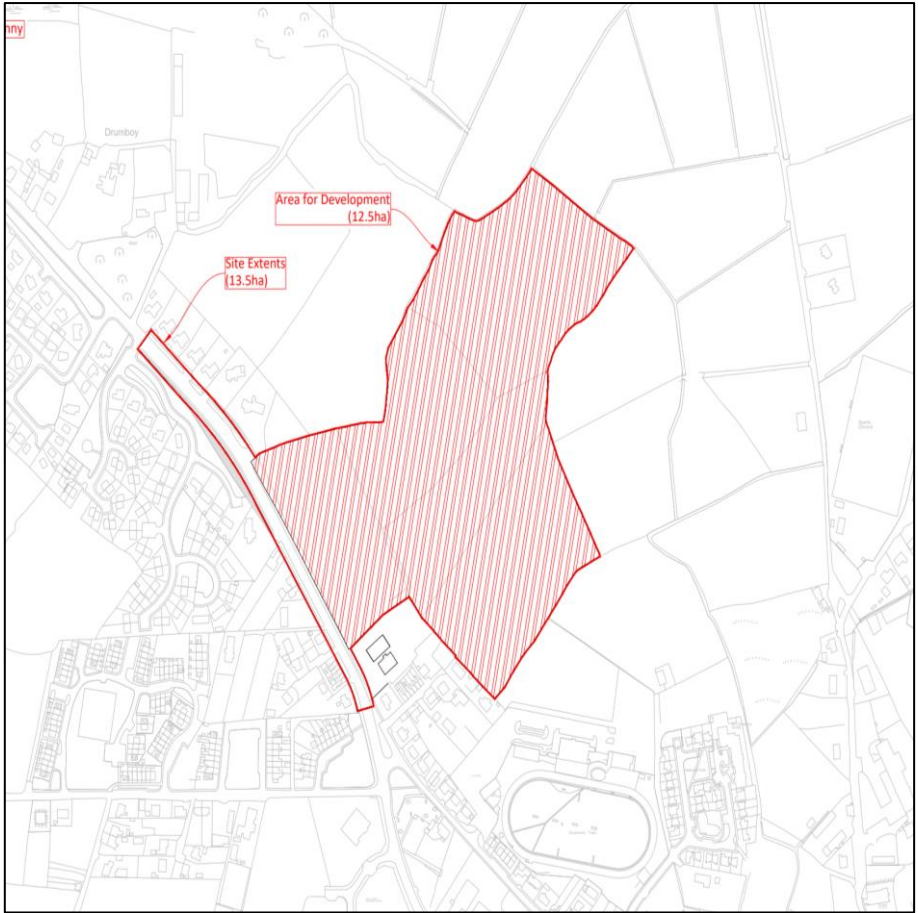 nny
Drumboy
Area for Development
(12.5ha)
Site Extents
(13.5ha)